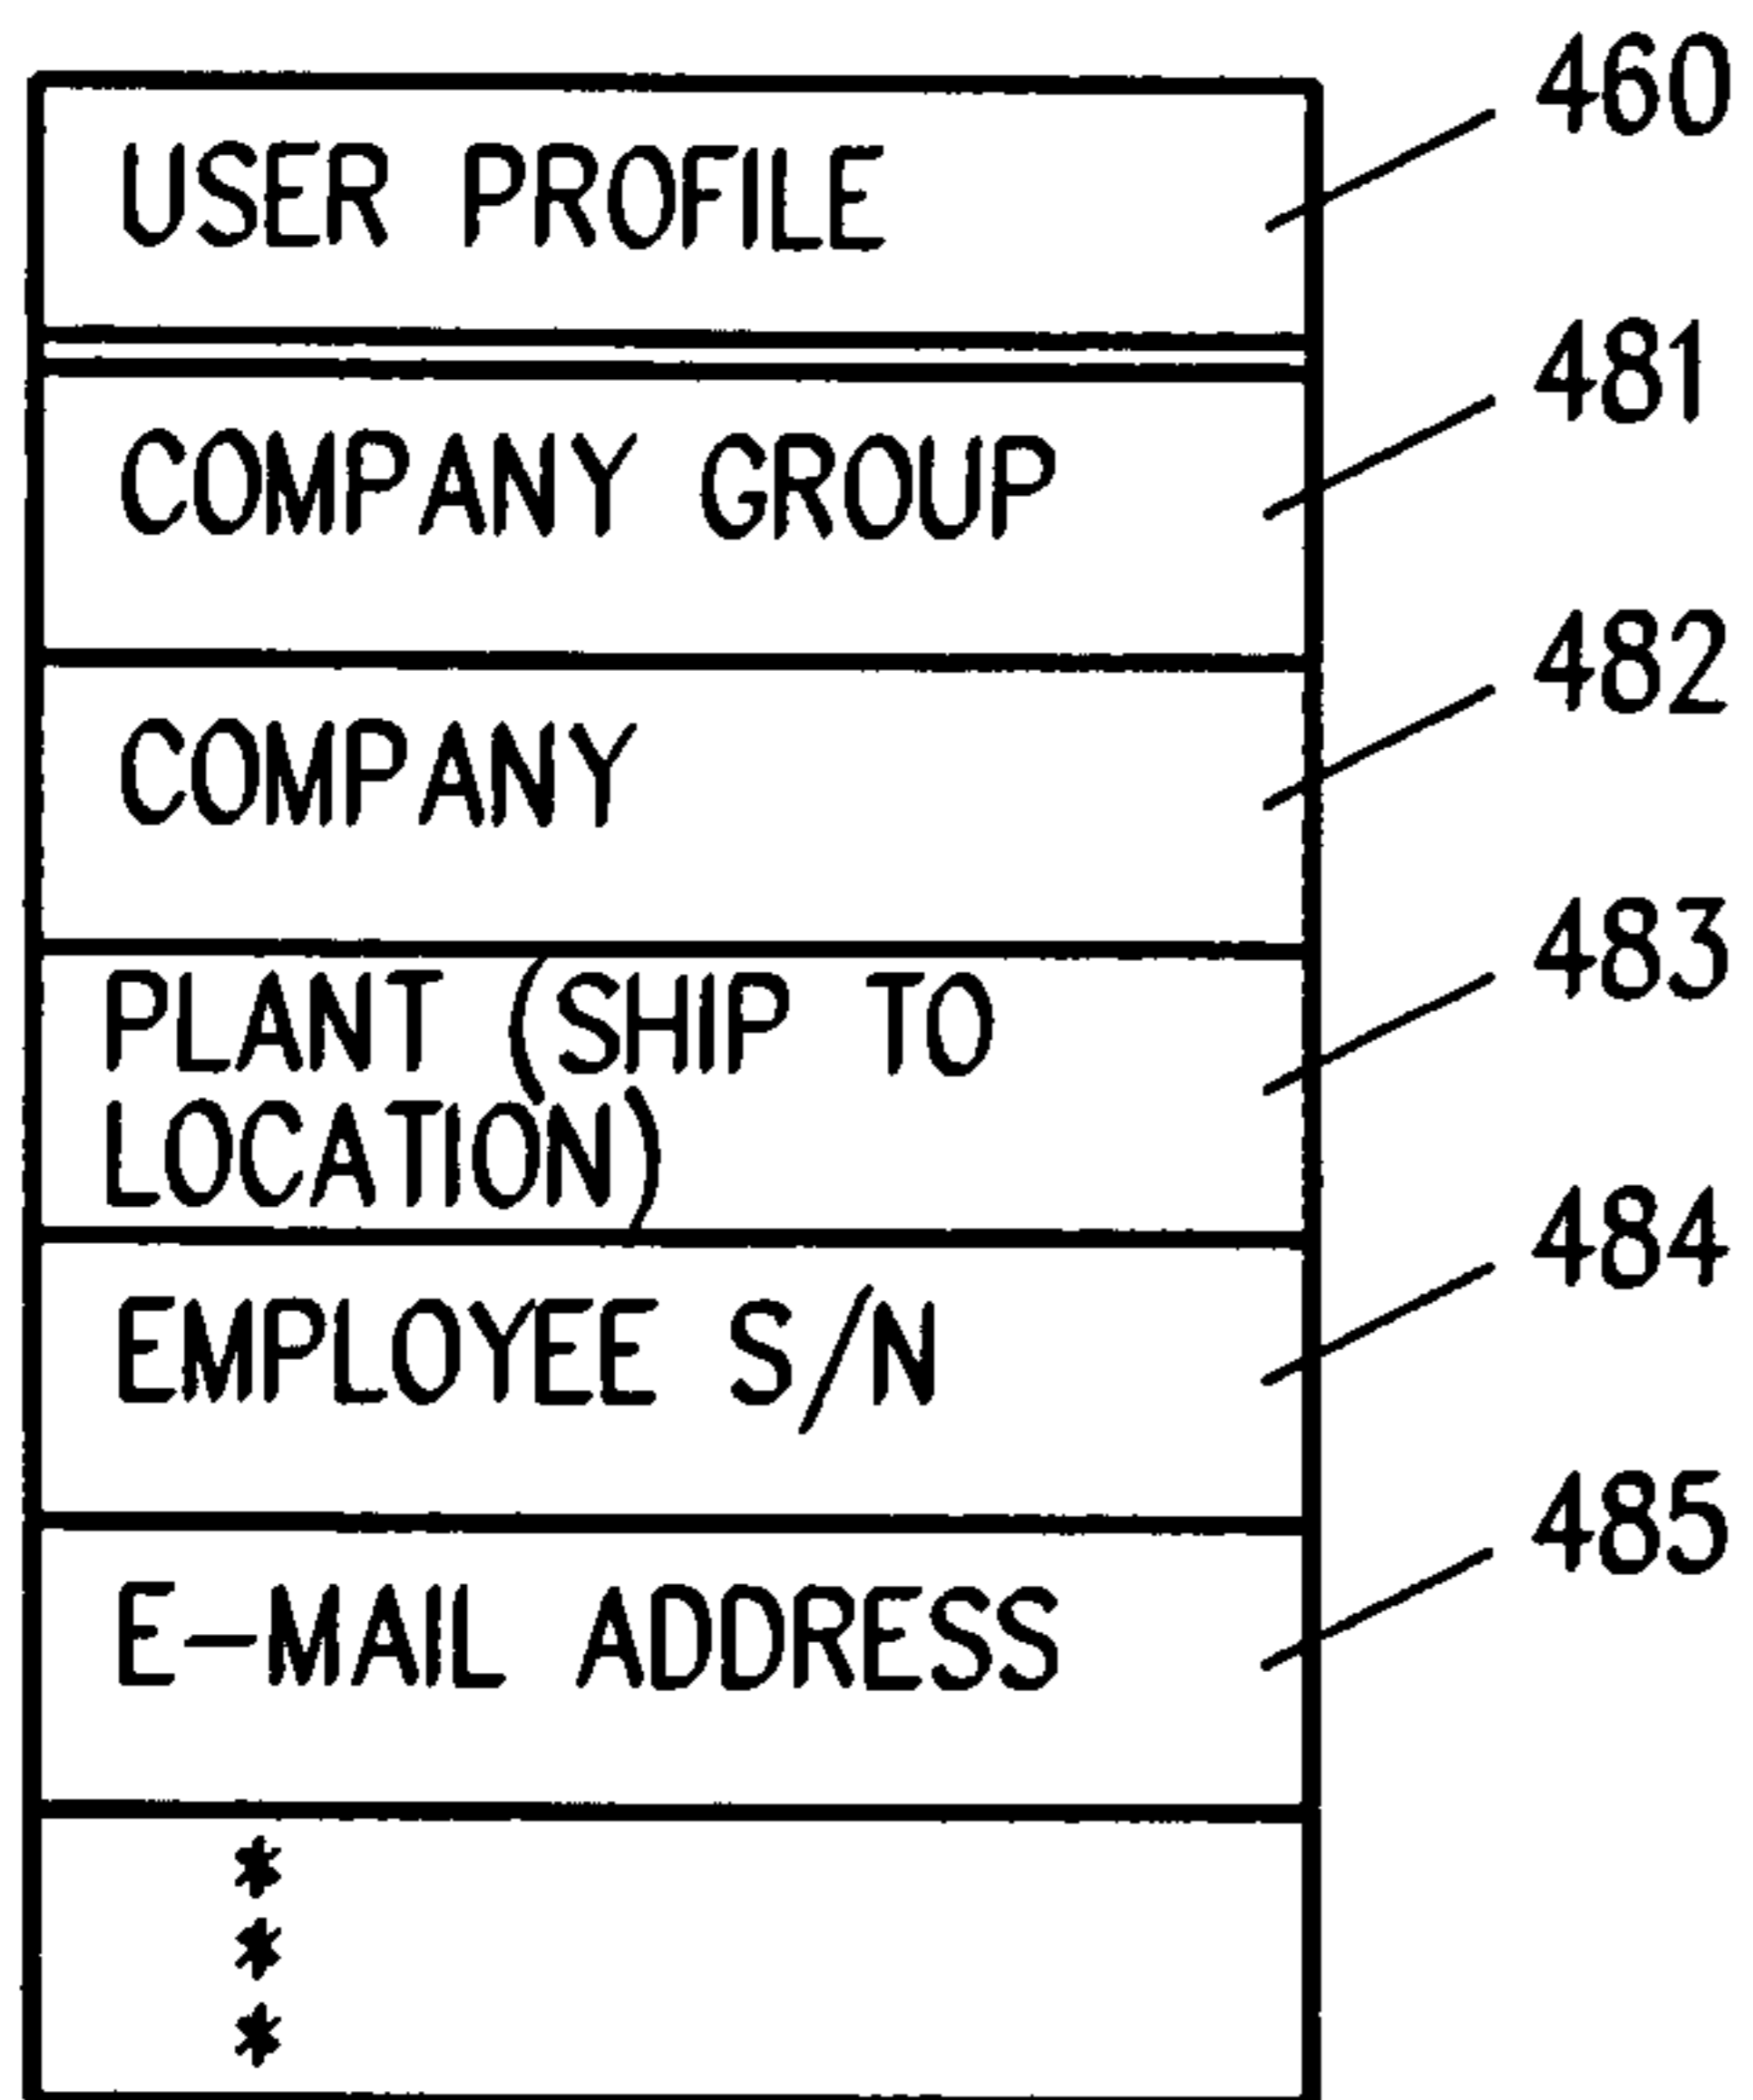 460
USER PROFILE
481
COMPANY GROUP
482
COMPANY
483
PLANT (SHIP TO
LOCATION)
484
EMPLOYEE S/N
485
E-MAIL ADDRESS
*
*
*